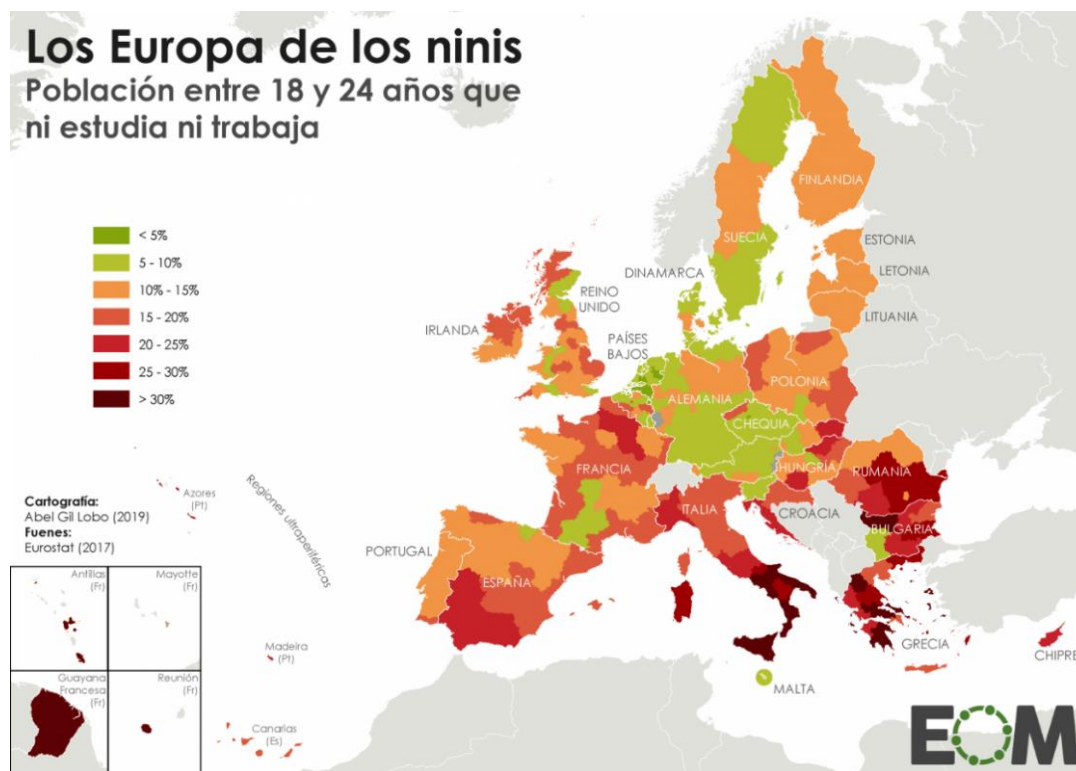 Los Europa de los ninis
Población entre 18 y 24 años que
ni estudia ni trabaja
< 5%
5 - 10%
10% - 15%
15 - 20%
20 - 25%
25 - 30%
> 30%
FINLANDIA
SUECIA
ESTONIA
LETONIA
LITUANIA
DINAMARCA
REINO
UNIDO
IRLANDA
PAÍSES
BAJOS
ALEMANIA
POLONIA
CHEQUIA
FRANCIA
HUNGRÍA
RUMANIA
ITALIA
CROACIA
BULGARIA
PORTUGAL
ESPAÑA
GRECIA
CHIPRE
MALTA
Azores
(Pt)
Regiones ultraperiféricas
Cartografía:
Abel Gil Lobo (2019)
Fuenes:
Eurostat (2017)
Antillas
(Fr)
Mayotte
(Fr)
Guayana
Francesa
(Fr)
Reunión
(Fr)
Madeira
(Pt)
Canarias
(Es)
EOM